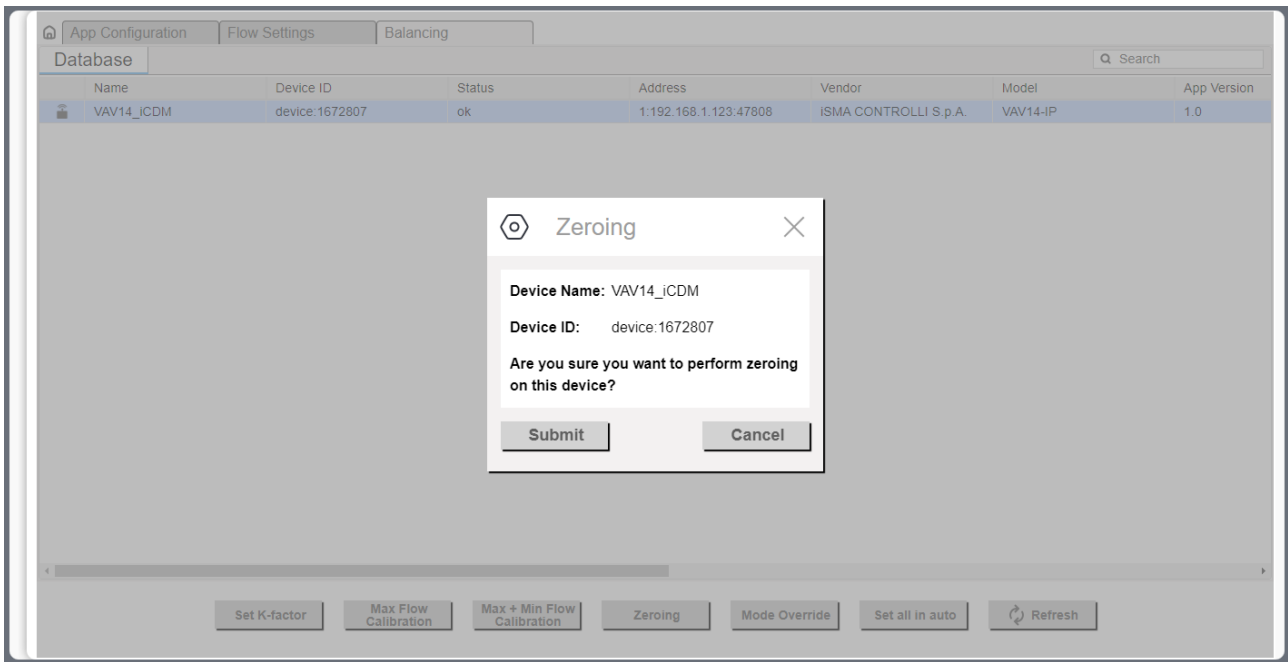 App Configuration Flow Settings Balancing
Database Search
Name Device ID Status Address Vendor Model App Version
VAV14_iCDM device:1672807 ok 1:192.168.1.123:47808 iSMA CONTROLLI S.p.A. VAV14-IP 1.0
Zeroing
Device Name: VAV14_iCDM
Device ID: device:1672807
Are you sure you want to perform zeroing
on this device?
Submit Cancel
Set K-factor Max Flow Calibration Max + Min Flow Calibration Zeroing Mode Override Set all in auto Refresh